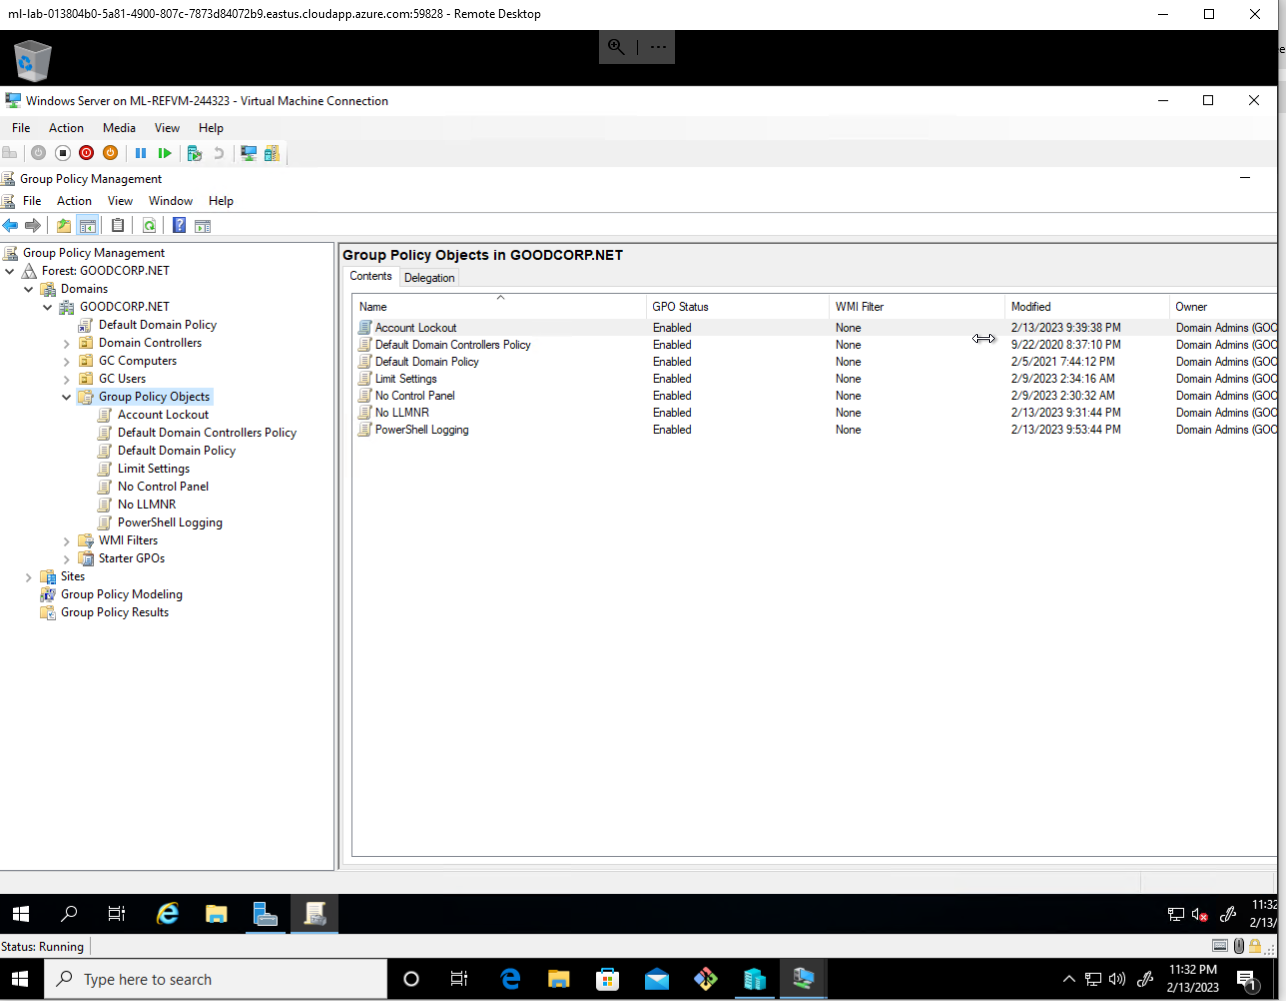 ml-lab-013804b0-5a81-4900-807c-7873d84072b9.eastus.cloudapp.azure.com:59828 - Remote Desktop
Windows Server on ML-REFVM-244323 - Virtual Machine Connection
File Action Media View Help
Group Policy Management
File Action View Window Help
Group Policy Management
Forest: GOODCORP.NET
Domains
GOODCORP.NET
Default Domain Policy
Domain Controllers
GC Computers
GC Users
Group Policy Objects
Account Lockout
Default Domain Controllers Policy
Default Domain Policy
Limit Settings
No Control Panel
No LLMNR
PowerShell Logging
WMI Filters
Starter GPOs
Sites
Group Policy Modeling
Group Policy Results
Group Policy Objects in GOODCORP.NET
Contents Delegation
Name GPO Status WMI Filter Modified Owner
Account Lockout Enabled None 2/13/2023 9:39:38 PM Domain Admins (GOO
Default Domain Controllers Policy Enabled None 9/22/2020 8:37:10 PM Domain Admins (GOO
Default Domain Policy Enabled None 2/5/2021 7:44:12 PM Domain Admins (GOO
Limit Settings Enabled None 2/9/2023 2:34:16 AM Domain Admins (GOO
No Control Panel Enabled None 2/9/2023 2:30:32 AM Domain Admins (GOO
No LLMNR Enabled None 2/13/2023 9:31:44 PM Domain Admins (GOO
PowerShell Logging Enabled None 2/13/2023 9:53:44 PM Domain Admins (GOO
11:32
2/13/
Status: Running
Type here to search
11:32 PM
2/13/2023
1